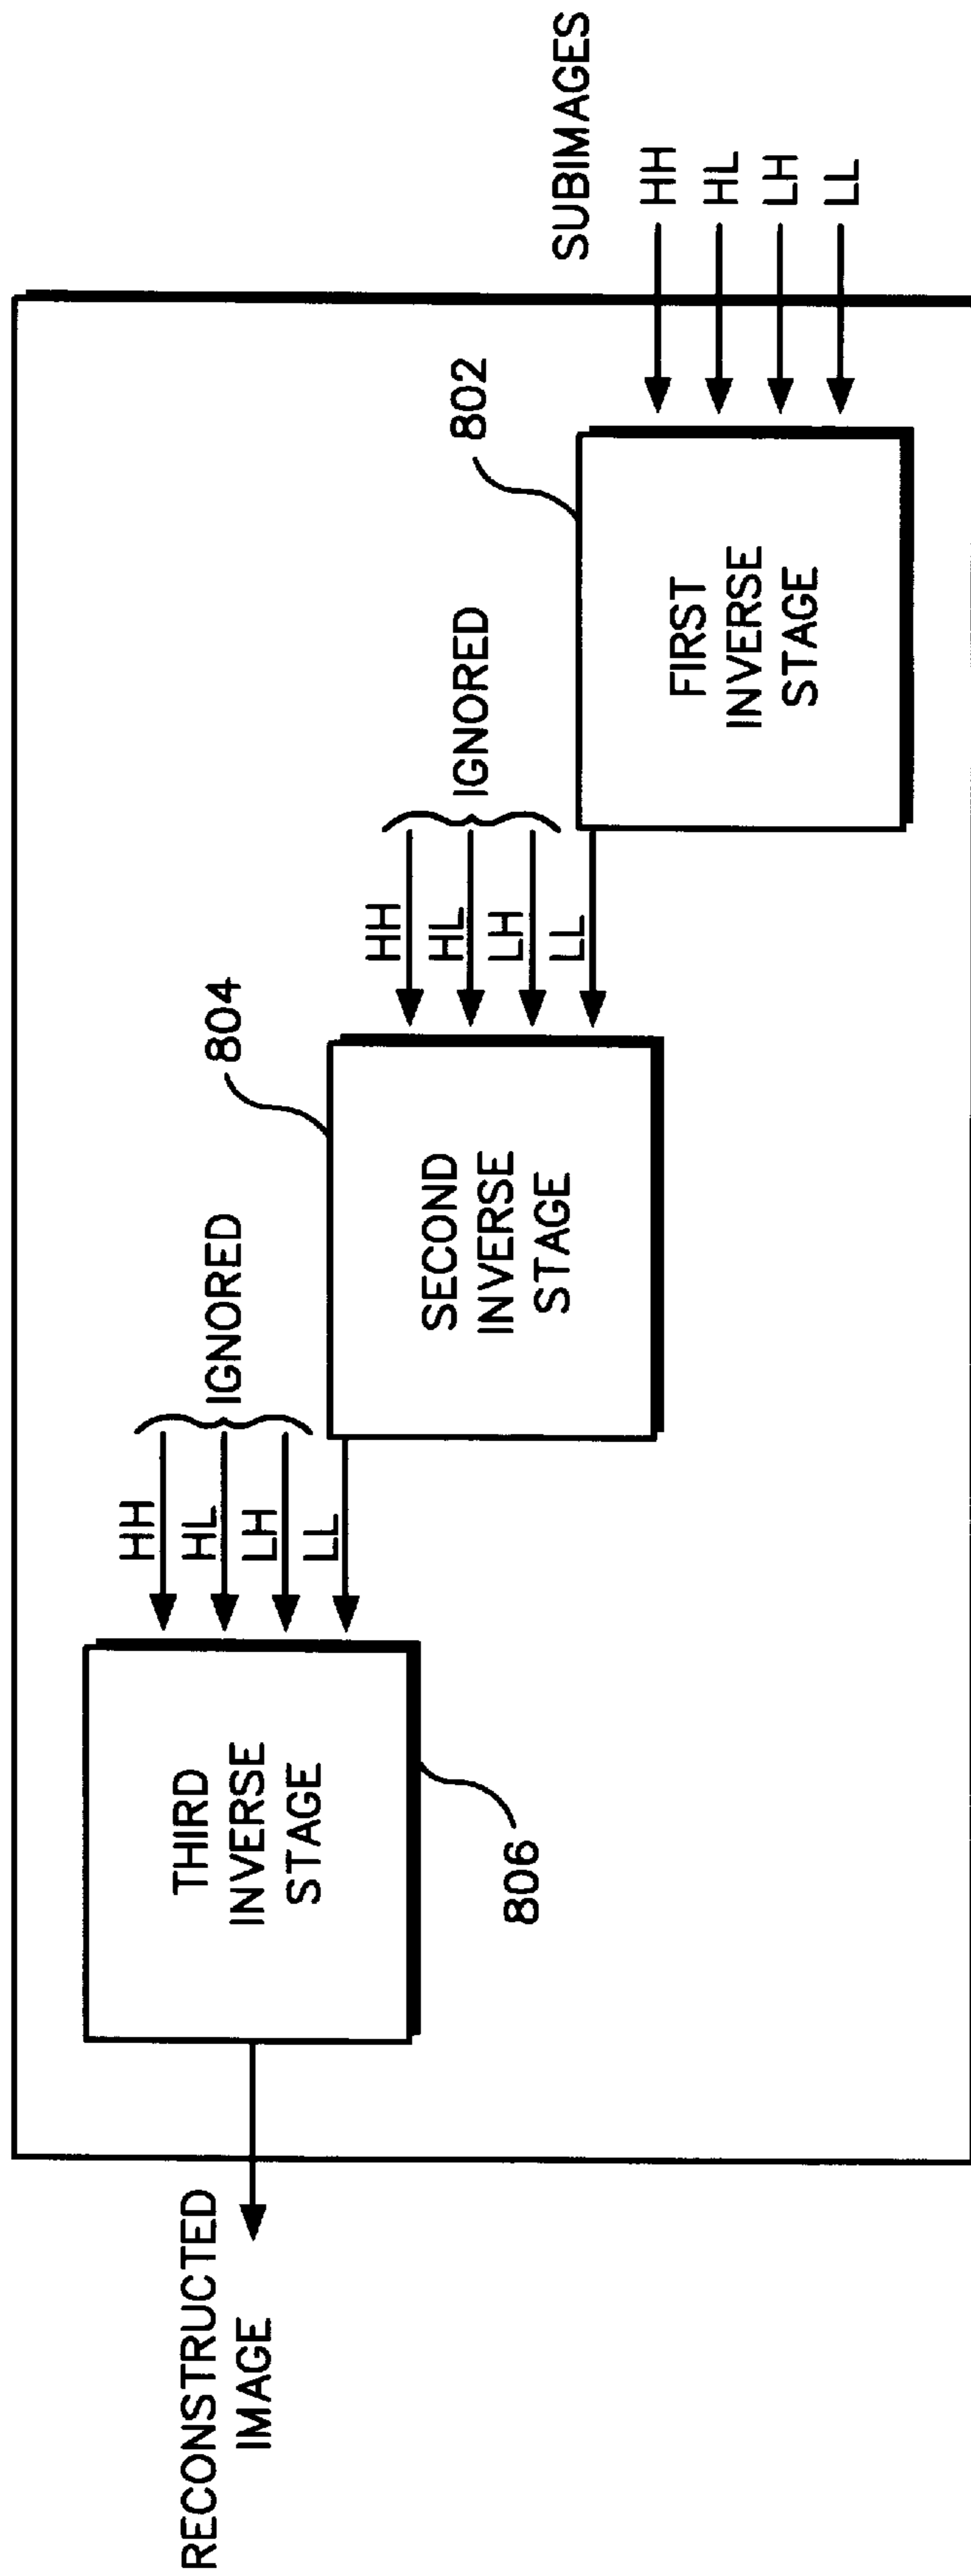 RECONSTRUCTED
IMAGE
THIRD
INVERSE
STAGE
806
HH
HL
LH
LL
IGNORED
804
SECOND
INVERSE
STAGE
HH
HL
LH
LL
IGNORED
802
FIRST
INVERSE
STAGE
SUBIMAGES
HH
HL
LH
LL